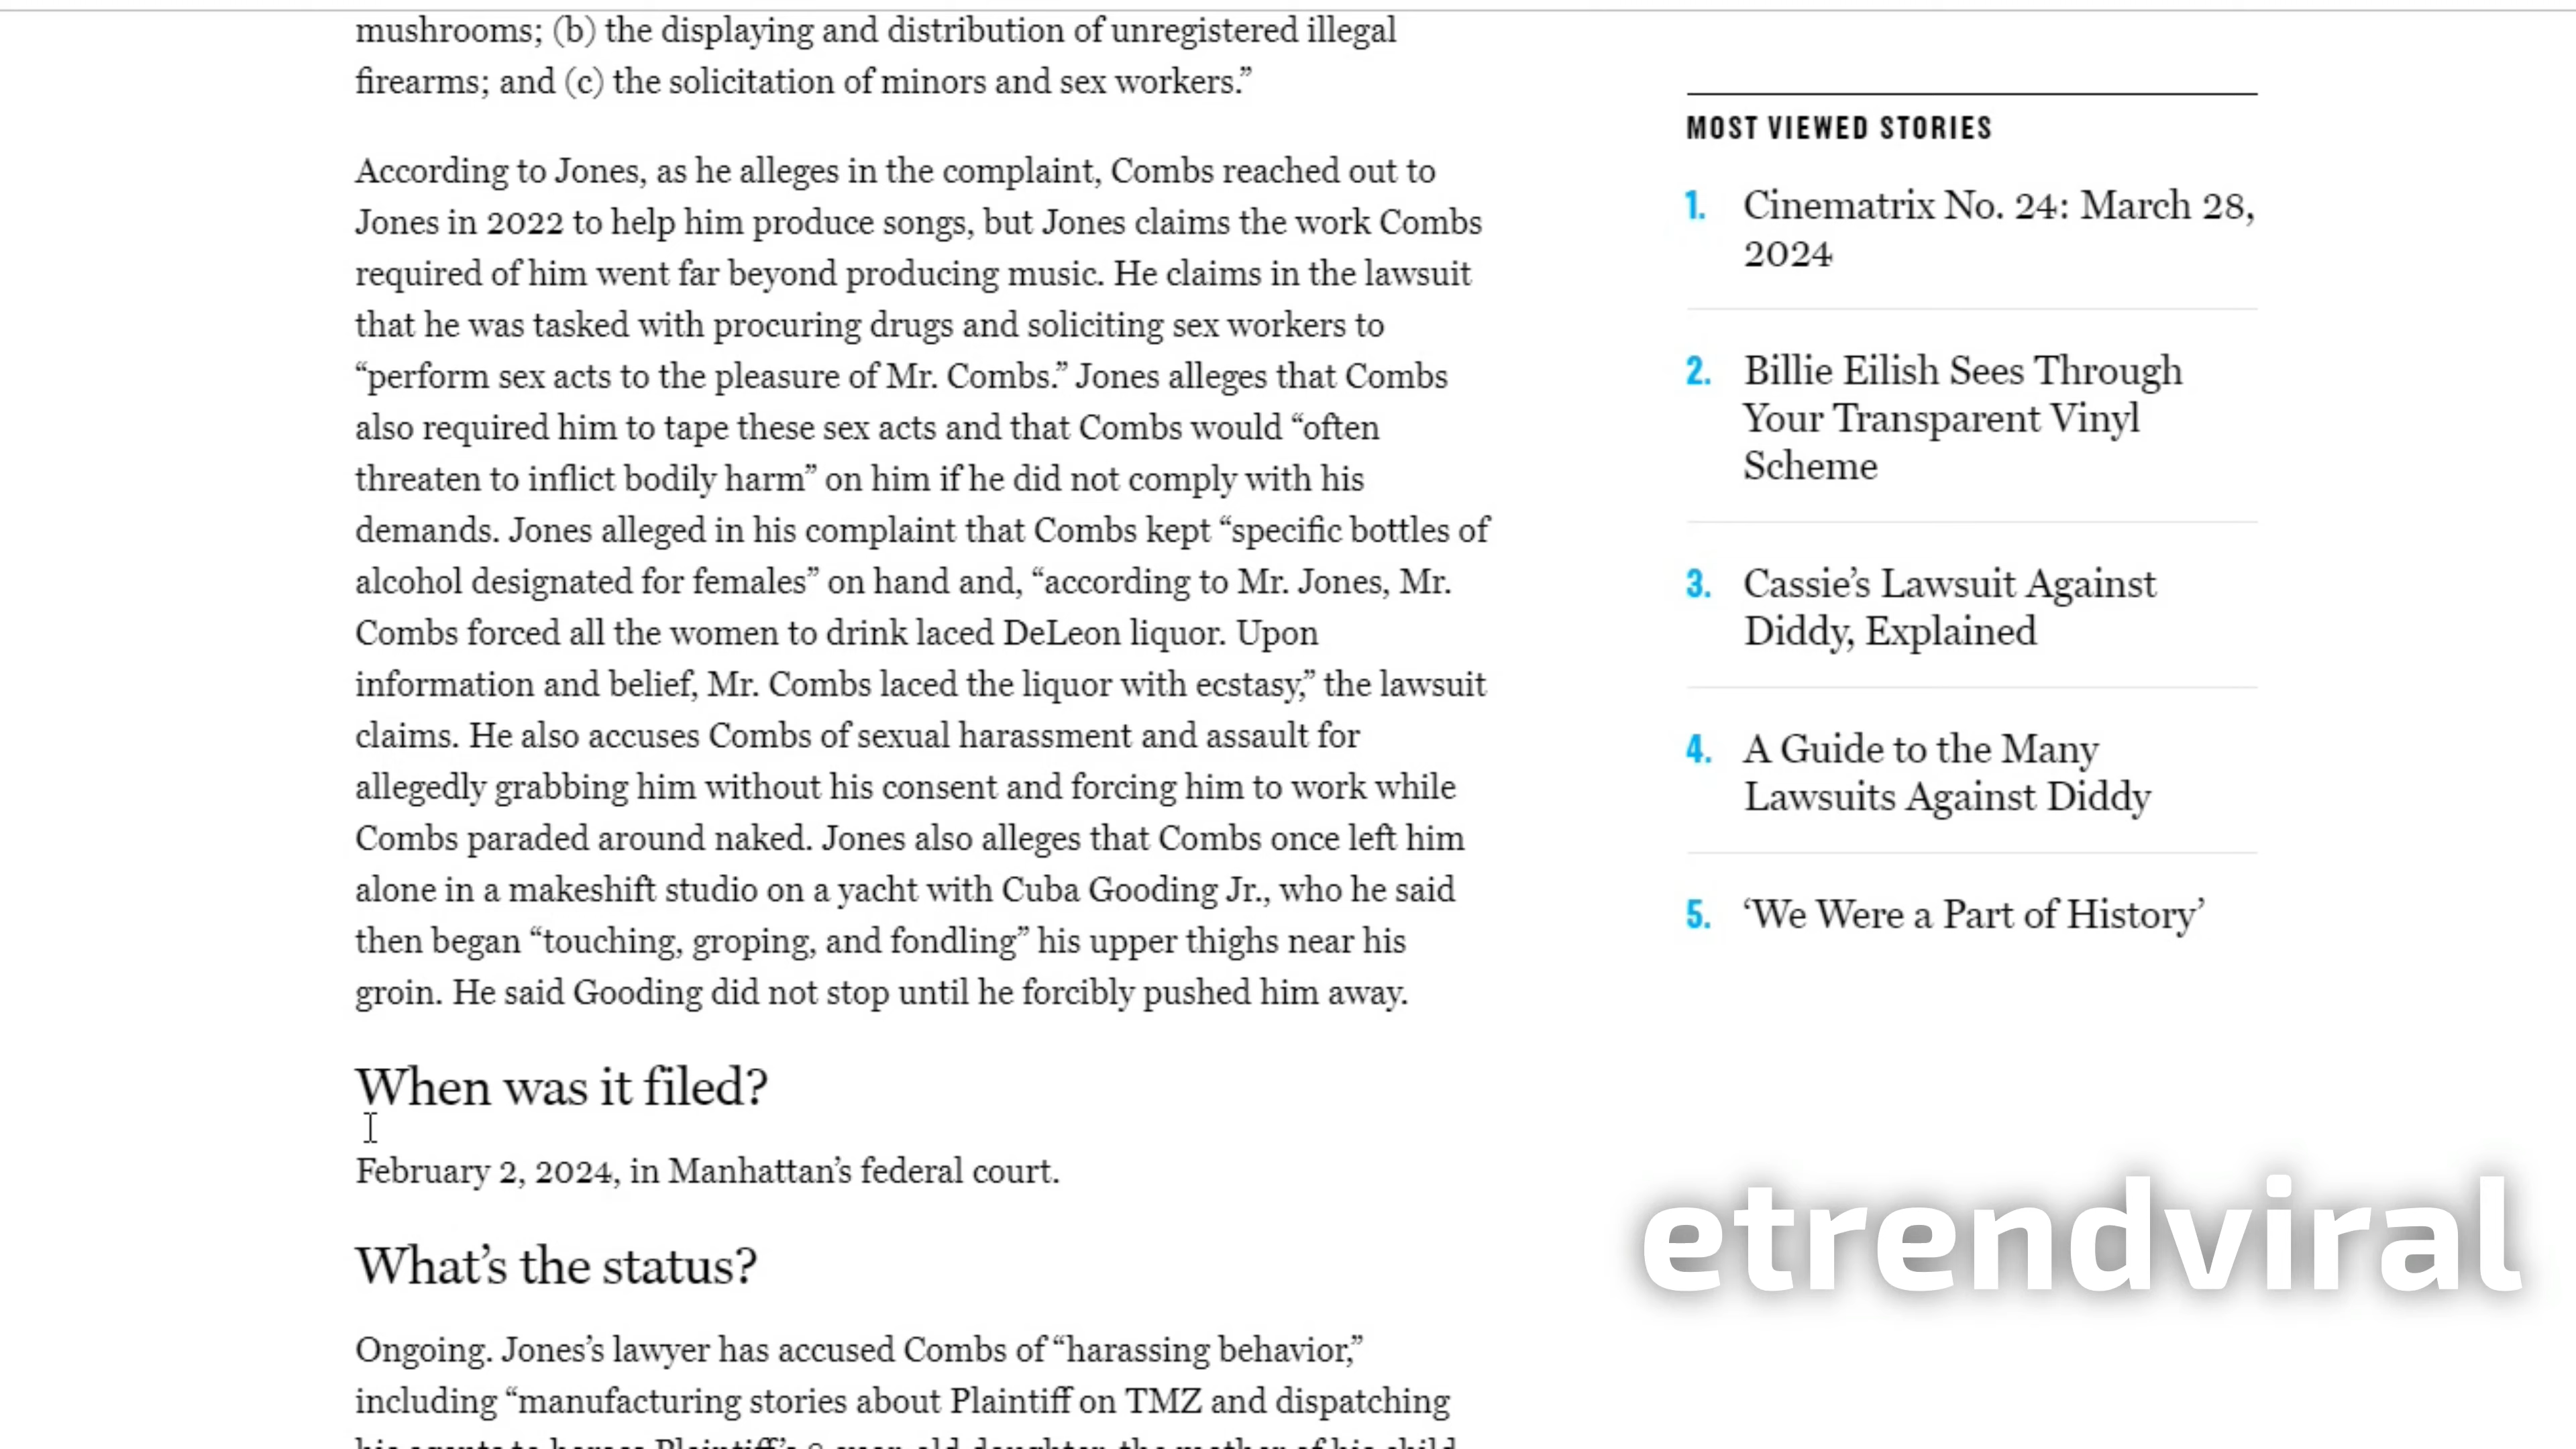 mushrooms; (b) the displaying and distribution of unregistered illegal
firearms; and (c) the solicitation of minors and sex workers.”
According to Jones, as he alleges in the complaint, Combs reached out to
Jones in 2022 to help him produce songs, but Jones claims the work Combs
required of him went far beyond producing music. He claims in the lawsuit
that he was tasked with procuring drugs and soliciting sex workers to
“perform sex acts to the pleasure of Mr. Combs.” Jones alleges that Combs
also required him to tape these sex acts and that Combs would “often
threaten to inflict bodily harm” on him if he did not comply with his
demands. Jones alleged in his complaint that Combs kept “specific bottles of
alcohol designated for females” on hand and, “according to Mr. Jones, Mr.
Combs forced all the women to drink laced DeLeon liquor. Upon
information and belief, Mr. Combs laced the liquor with ecstasy,” the lawsuit
claims. He also accuses Combs of sexual harassment and assault for
allegedly grabbing him without his consent and forcing him to work while
Combs paraded around naked. Jones also alleges that Combs once left him
alone in a makeshift studio on a yacht with Cuba Gooding Jr., who he said
then began “touching, groping, and fondling” his upper thighs near his
groin. He said Gooding did not stop until he forcibly pushed him away.
When was it filed?
February 2, 2024, in Manhattan’s federal court.
What’s the status?
Ongoing. Jones’s lawyer has accused Combs of “harassing behavior,”
including “manufacturing stories about Plaintiff on TMZ and dispatching
MOST VIEWED STORIES
1. Cinematrix No. 24: March 28,
2024
2. Billie Eilish Sees Through
Your Transparent Vinyl
Scheme
3. Cassie’s Lawsuit Against
Diddy, Explained
4. A Guide to the Many
Lawsuits Against Diddy
5. ‘We Were a Part of History’
etrendviral